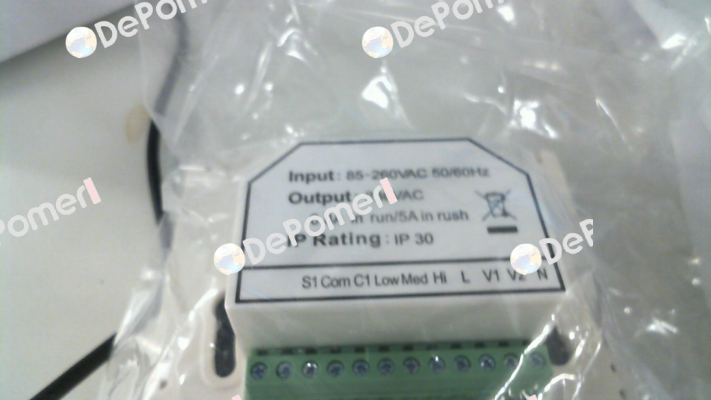 DePomeri
DePomeri
Input: 85-260VAC 50/60Hz
Output: VAC
run/5A in rush
IP Rating: IP 30
S1 Com C1 Low Med Hi L V1 V2 N
DePomeri
DePomeri
DePomeri